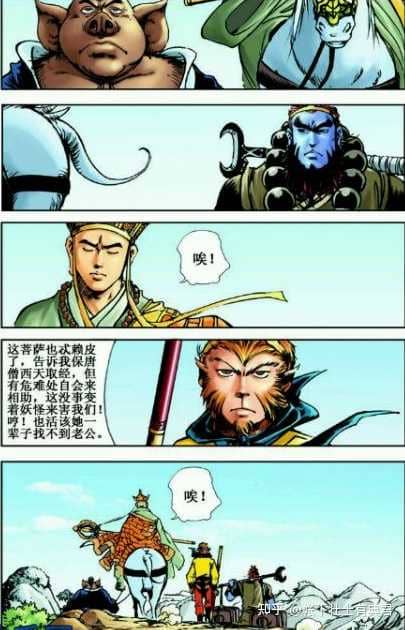 唉！
这菩萨也忒赖皮
了，告诉我保唐
僧西天取经，但
有危难处自会来
相助，这没事变
着妖怪来害我们！
哼！也活该她一
辈子找不到老公。
唉！